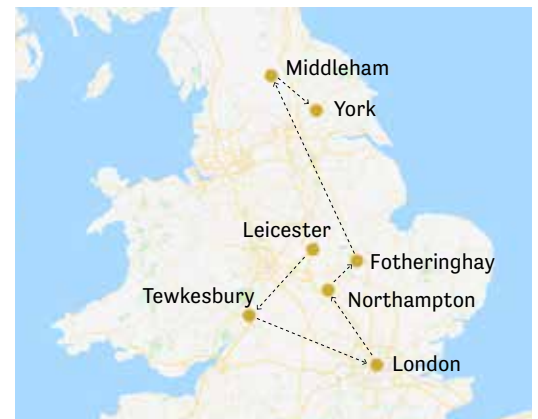 Middleham
York
Leicester
Fotheringhay
Tewkesbury
Northampton
London